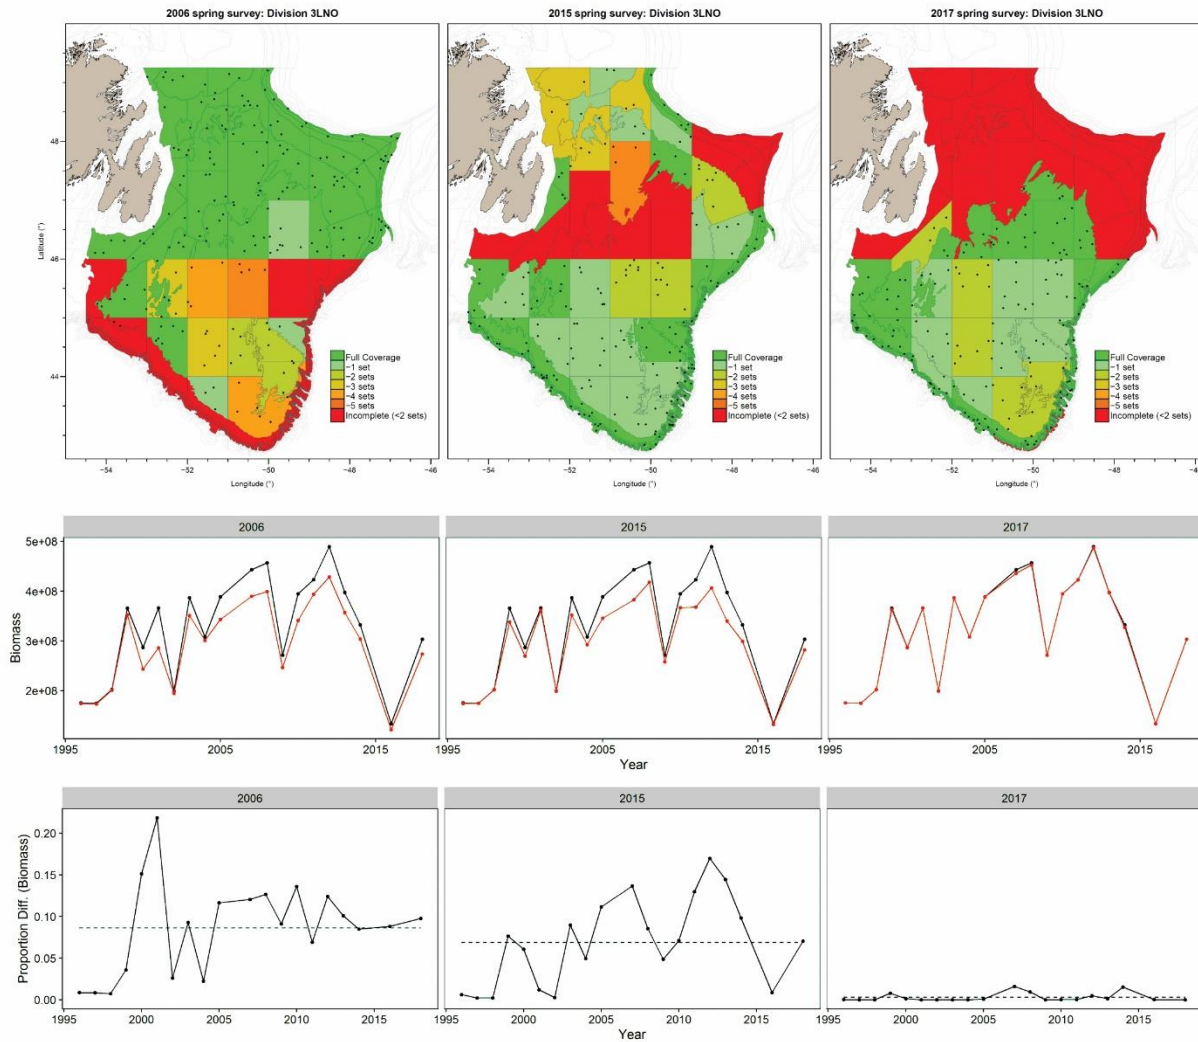 2006 spring survey: Division 3LNO
2015 spring survey: Division 3LNO
2017 spring survey: Division 3LNO
Latitude (°)
48
46
44
Full Coverage
−1 set
−2 sets
−3 sets
−4 sets
−5 sets
Incomplete (<2 sets)
Full Coverage
−1 set
−2 sets
−3 sets
−4 sets
−5 sets
Incomplete (<2 sets)
Full Coverage
−1 set
−2 sets
−3 sets
−4 sets
−5 sets
Incomplete (<2 sets)
−54 −52 −50 −48 −46
−54 −52 −50 −48 −46
−54 −52 −50 −48 −4
Longitude (°)
Longitude (°)
Longitude (°)
2006 2015 2017
Biomass
5e+08
4e+08
3e+08
2e+08
1995 2005 2015
1995 2005 2015
1995 2005 2015
Year
2006 2015 2017
Proportion Diff. (Biomass)
0.20
0.15
0.10
0.05
0.00
1995 2000 2005 2010 2015
1995 2000 2005 2010 2015
1995 2000 2005 2010 2015
Year